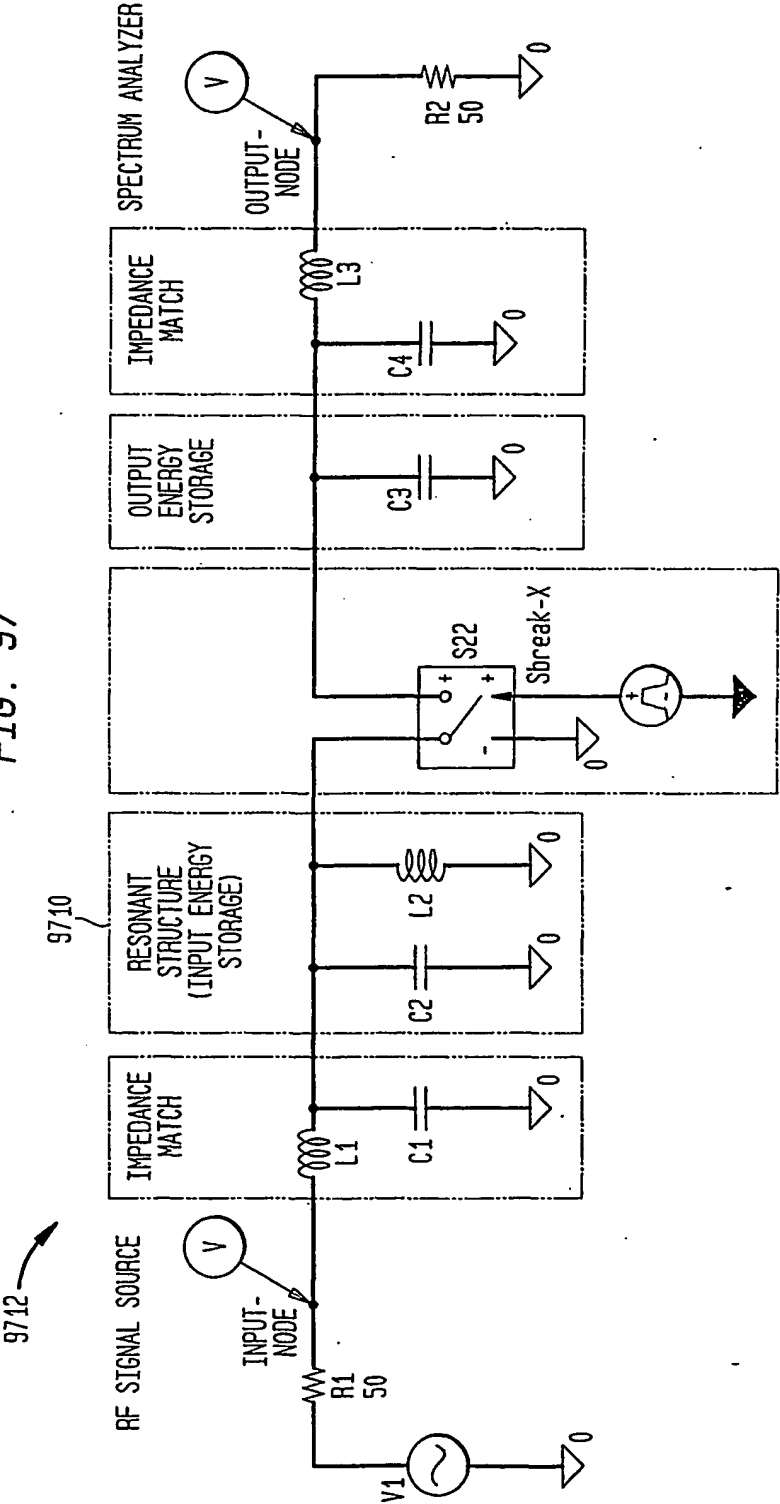 FIG. 97
9712
9710
RF SIGNAL SOURCE
IMPEDANCE
MATCH
RESONANT
STRUCTURE
(INPUT ENERGY
STORAGE)
OUTPUT
ENERGY
STORAGE
IMPEDANCE
MATCH
SPECTRUM ANALYZER
V
INPUT-
NODE
V
OUTPUT-
NODE
V1
0
R1
50
L1
C1
0
C2
0
L2
0
S22
+
+
-
Sbreak-X
0
+
-
C3
0
C4
0
L3
R2
50
0